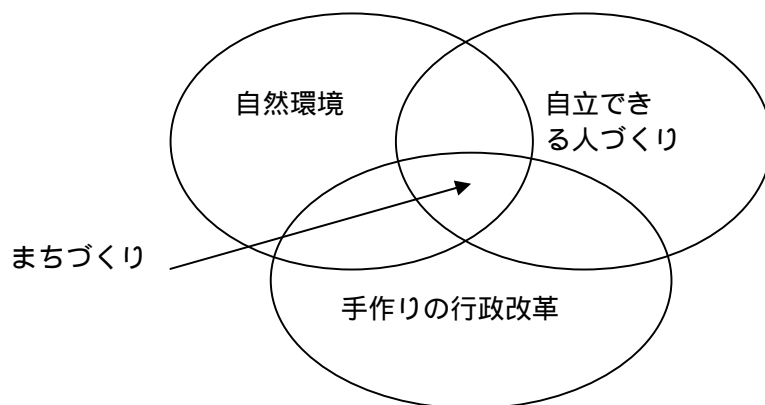 自然環境
自立でき
る人づくり
まちづくり
手作りの行政改革